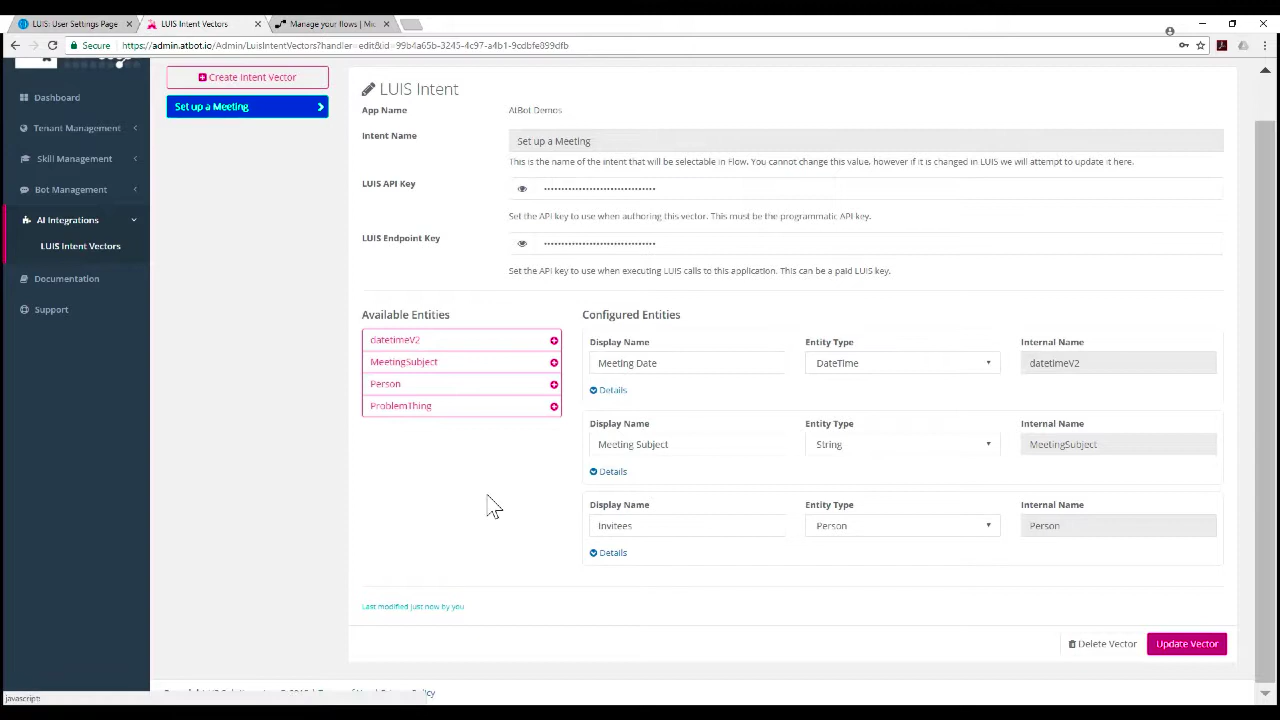 LUIS: User Settings Page
LUIS Intent Vectors
Manage your flows | Mic
Secure
https://admin.atbot.io/Admin/LuisIntentVectors?handler=edit&id=99b4a65b-3245-4c97-a4b1-9cdbfe899dfb
Dashboard
Tenant Management
Skill Management
Bot Management
AI Integrations
LUIS Intent Vectors
Documentation
Support
Create Intent Vector
Set up a Meeting
LUIS Intent
App Name
AtBot Demos
Intent Name
Set up a Meeting
This is the name of the intent that will be selectable in Flow. You cannot change this value, however if it is changed in LUIS we will attempt to update it here.
LUIS API Key
Set the API key to use when authoring this vector. This must be the programmatic API key.
LUIS Endpoint Key
Set the API key to use when executing LUIS calls to this application. This can be a paid LUIS key.
Available Entities
datetimeV2
MeetingSubject
Person
ProblemThing
Configured Entities
Display Name Entity Type Internal Name
Meeting Date DateTime datetimeV2
Details
Display Name Entity Type Internal Name
Meeting Subject String MeetingSubject
Details
Display Name Entity Type Internal Name
Invitees Person Person
Details
Last modified just now by you
Delete Vector
Update Vector
Policy
javascript: